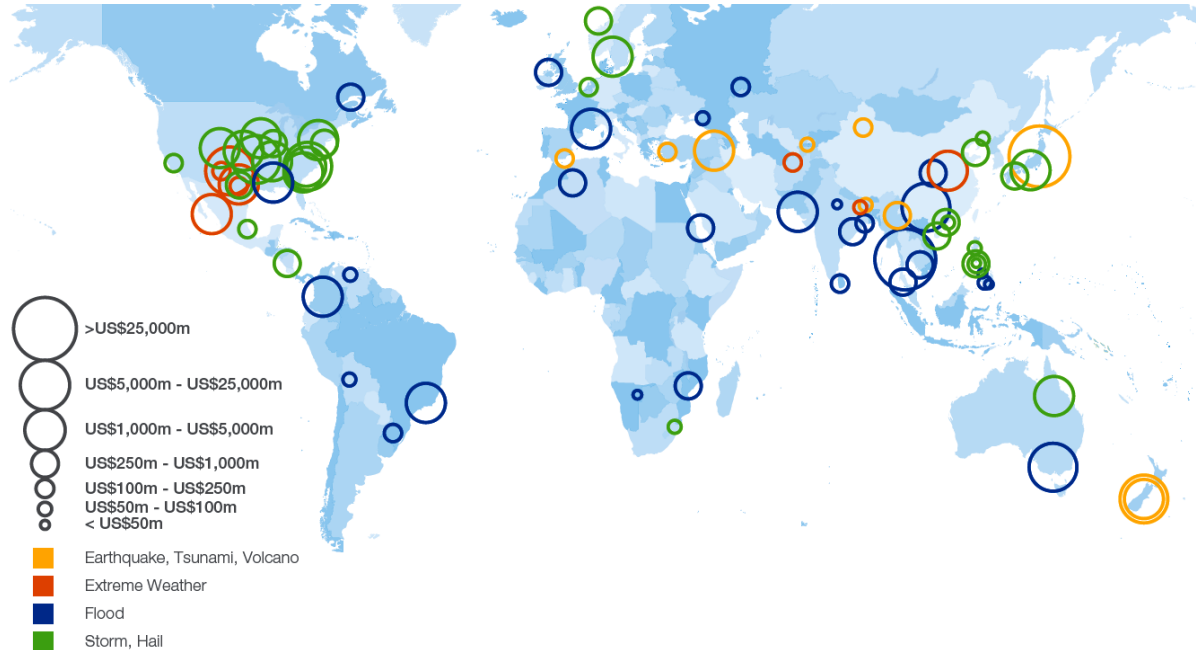 >US$25,000m
US$5,000m - US$25,000m
US$1,000m - US$5,000m
US$250m - US$1,000m
US$100m - US$250m
US$50m - US$100m
< US$50m
Earthquake, Tsunami, Volcano
Extreme Weather
Flood
Storm, Hail